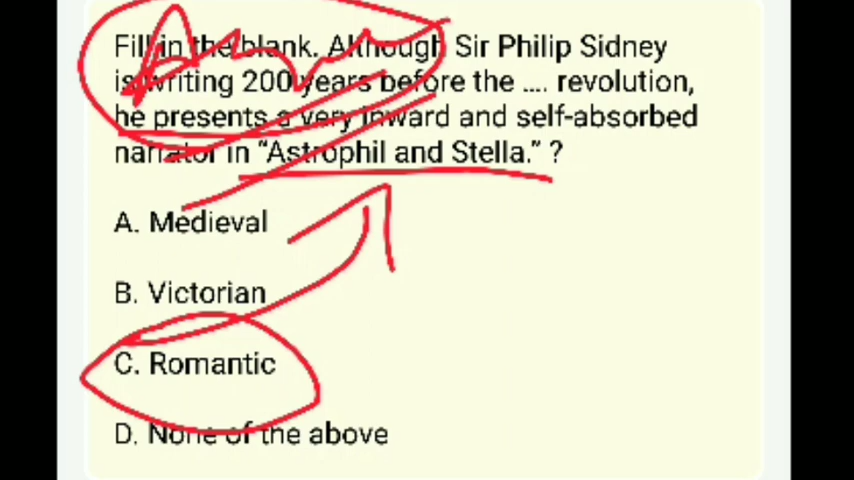 Fill in the blank. Although Sir Philip Sidney
is writing 200 years before the .... revolution,
he presents a very inward and self-absorbed
narrator in “Astrophil and Stella.” ?
A. Medieval
B. Victorian
C. Romantic
D. None of the above